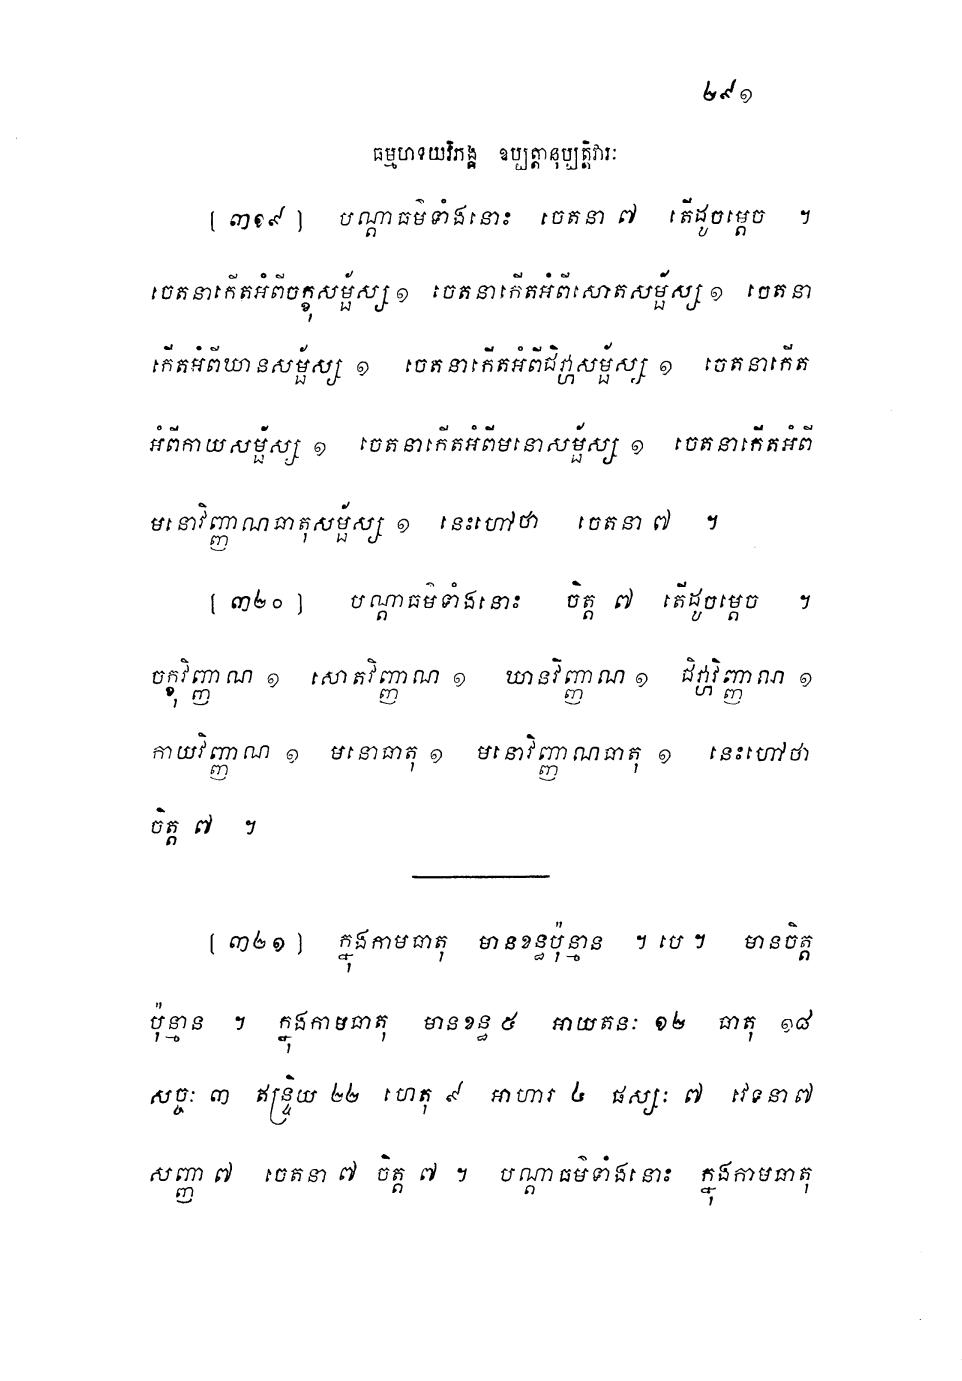 ២៩១
ធម្មហទយវិភង្គ ឧប្បត្តានុប្បត្តិវារៈ
[ ៣១៩ ] បណ្តាធម៌ទាំងនោះ ចេតនា ៧ តើដូចម្តេច ។
ចេតនាកើតអំពីចក្ខុសម្ផ័ស្ស ១ ចេតនាកើតអំពីសោតសម្ផ័ស្ស ១ ចេតនា
កើតអំពីឃានសម្ផ័ស្ស ១ ចេតនាកើតអំពីជិវ្ហាសម្ផ័ស្ស ១ ចេតនាកើត
អំពីកាយសម្ផ័ស្ស ១ ចេតនាកើតអំពីមនោសម្ផ័ស្ស ១ ចេតនាកើតអំពី
មនោវិញ្ញាណធាតុសម្ផ័ស្ស ១ នេះហៅថា ចេតនា ៧ ។
[ ៣២០ ] បណ្តាធម៌ទាំងនោះ ចិត្ត ៧ តើដូចម្តេច ។
ចក្ខុវិញ្ញាណ ១ សោតវិញ្ញាណ ១ ឃានវិញ្ញាណ ១ ជិវ្ហាវិញ្ញាណ ១
កាយវិញ្ញាណ ១ មនោធាតុ ១ មនោវិញ្ញាណធាតុ ១ នេះហៅថា
ចិត្ត ៧ ។
[ ៣២១ ] ក្នុងកាមធាតុ មានខន្ធប៉ុន្មាន ។ បេ ។ មានចិត្ត
ប៉ុន្មាន ។ ក្នុងកាមធាតុ មានខន្ធ ៥ អាយតនៈ ១២ ធាតុ ១៨
សច្ចៈ ៣ ឥន្ទ្រិយ ២២ ហេតុ ៩ អាហារ ៤ ផស្សៈ ៧ វេទនា ៧
សញ្ញា ៧ ចេតនា ៧ ចិត្ត ៧ ។ បណ្តាធម៌ទាំងនោះ ក្នុងកាមធាតុ